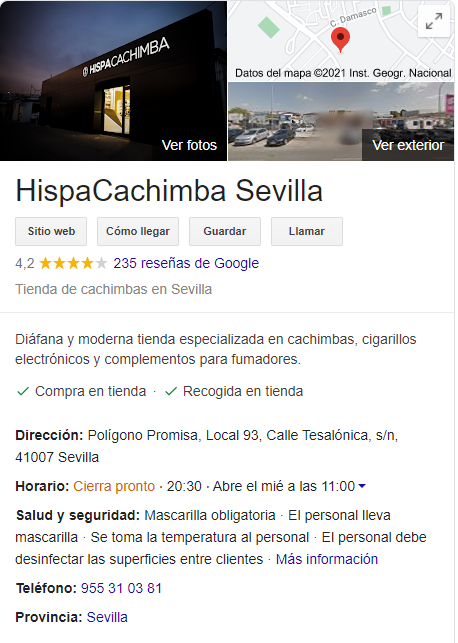 HISPACACHIMBA
C. Damasco
Datos del mapa ©2021 Inst. Geogr. Nacional
Ver fotos
Ver exterior
HispaCachimba Sevilla
Sitio web
Cómo llegar
Guardar
Llamar
4,2 ★★★★★ 235 reseñas de Google
Tienda de cachimbas en Sevilla
Diáfana y moderna tienda especializada en cachimbas, cigarillos
electrónicos y complementos para fumadores.
✓ Compra en tienda · ✓ Recogida en tienda
Dirección: Polígono Promisa, Local 93, Calle Tesalónica, s/n,
41007 Sevilla
Horario: Cierra pronto · 20:30 · Abre el mié a las 11:00
Salud y seguridad: Mascarilla obligatoria · El personal lleva
mascarilla · Se toma la temperatura al personal · El personal debe
desinfectar las superficies entre clientes · Más información
Teléfono: 955 31 03 81
Provincia: Sevilla